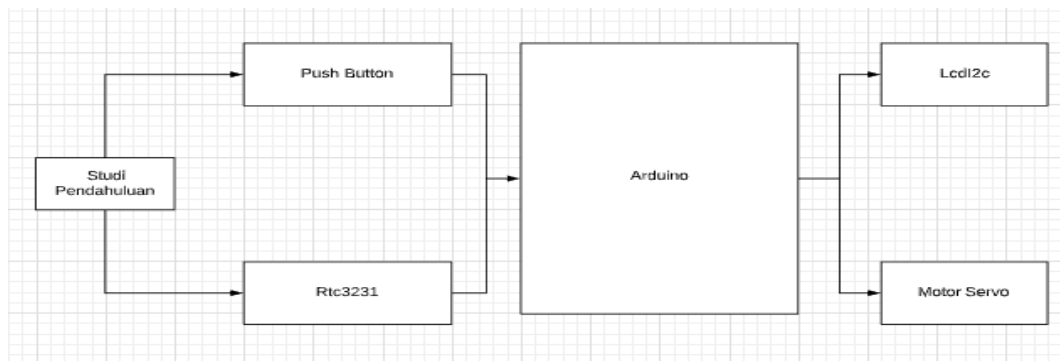 Push Button
LcdI2c
Studi
Pendahuluan
Arduino
Rtc3231
Motor Servo